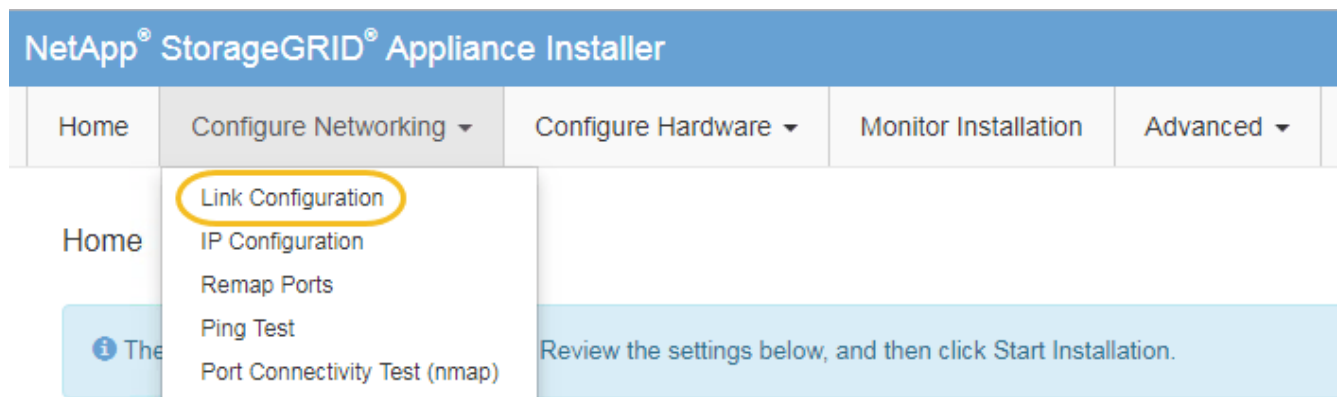 NetApp® StorageGRID® Appliance Installer
Home Configure Networking Configure Hardware Monitor Installation Advanced
Link Configuration
Home IP Configuration
Remap Ports
Ping Test
The Review the settings below, and then click Start Installation.
Port Connectivity Test (nmap)